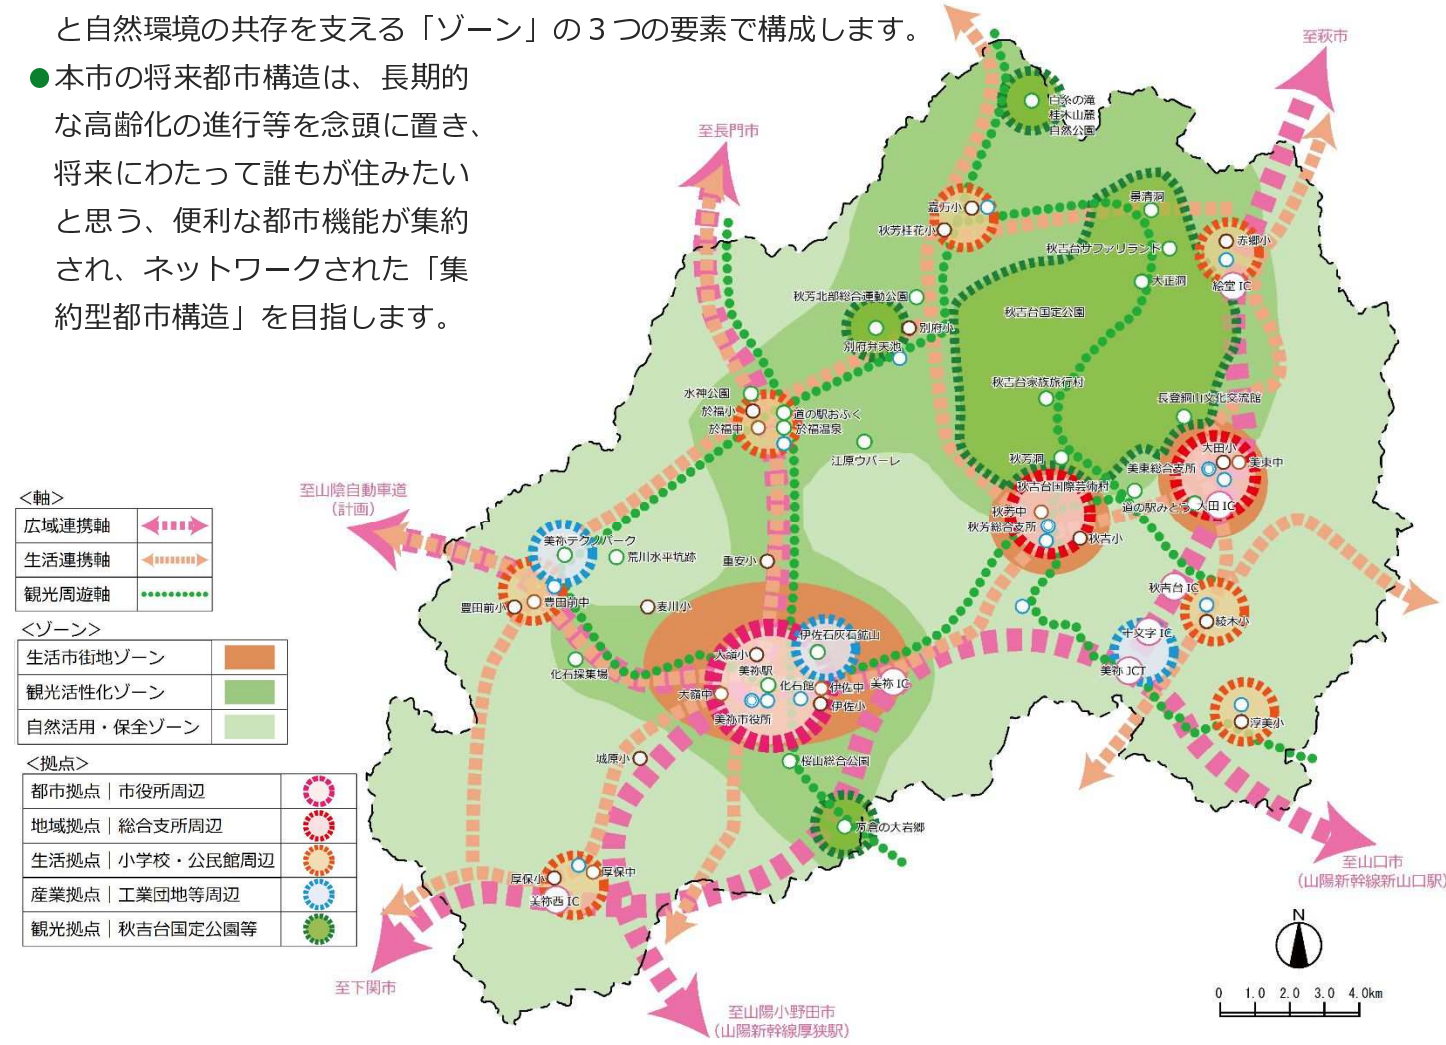 と自然環境の共存を支える「ゾーン」の３つの要素で構成します。
●本市の将来都市構造は、長期的
な高齢化の進行等を念頭に置き、
将来にわたって誰もが住みたい
と思う、便利な都市機能が集約
され、ネットワークされた「集
約型都市構造」を目指します。
至萩市
至長門市
白糸の滝
桂木山麓
自然公園
嘉万小
秋芳桂花小
景清洞
秋吉台サファリランド
赤郷小
大正洞
絵堂 IC
秋芳北部総合運動公園
秋吉台国定公園
別府小
別府弁天池
秋吉台家族旅行村
水神公園
長登銅山文化交流館
於福小
道の駅おふく
於福中
於福温泉
江原ウバーレ
秋芳洞
大田小
美東総合支所
美東中
至山陰自動車道
（計画）
秋吉台国際芸術村
道の駅みとう
大田 IC
秋芳中
秋芳総合支所
秋吉小
美祢テクノパーク
荒川水平坑跡
重安小
秋吉台 IC
豊田前小
豊田前中
麦川小
綾木小
伊佐石灰石鉱山
十文字 IC
大嶺小
美祢駅
化石採集場
美祢 JCT
大嶺中
化石館
伊佐中
美祢 IC
伊佐小
美祢市役所
淳美小
城原小
桜山総合公園
万倉の大岩郷
厚保小
厚保中
美祢西 IC
至山口市
（山陽新幹線新山口駅）
至下関市
至山陽小野田市
（山陽新幹線厚狭駅）
＜軸＞
広域連携軸
生活連携軸
観光周遊軸
＜ゾーン＞
生活市街地ゾーン
観光活性化ゾーン
自然活用・保全ゾーン
＜拠点＞
都市拠点｜市役所周辺
地域拠点｜総合支所周辺
生活拠点｜小学校・公民館周辺
産業拠点｜工業団地等周辺
観光拠点｜秋吉台国定公園等
N
0 1.0 2.0 3.0 4.0km